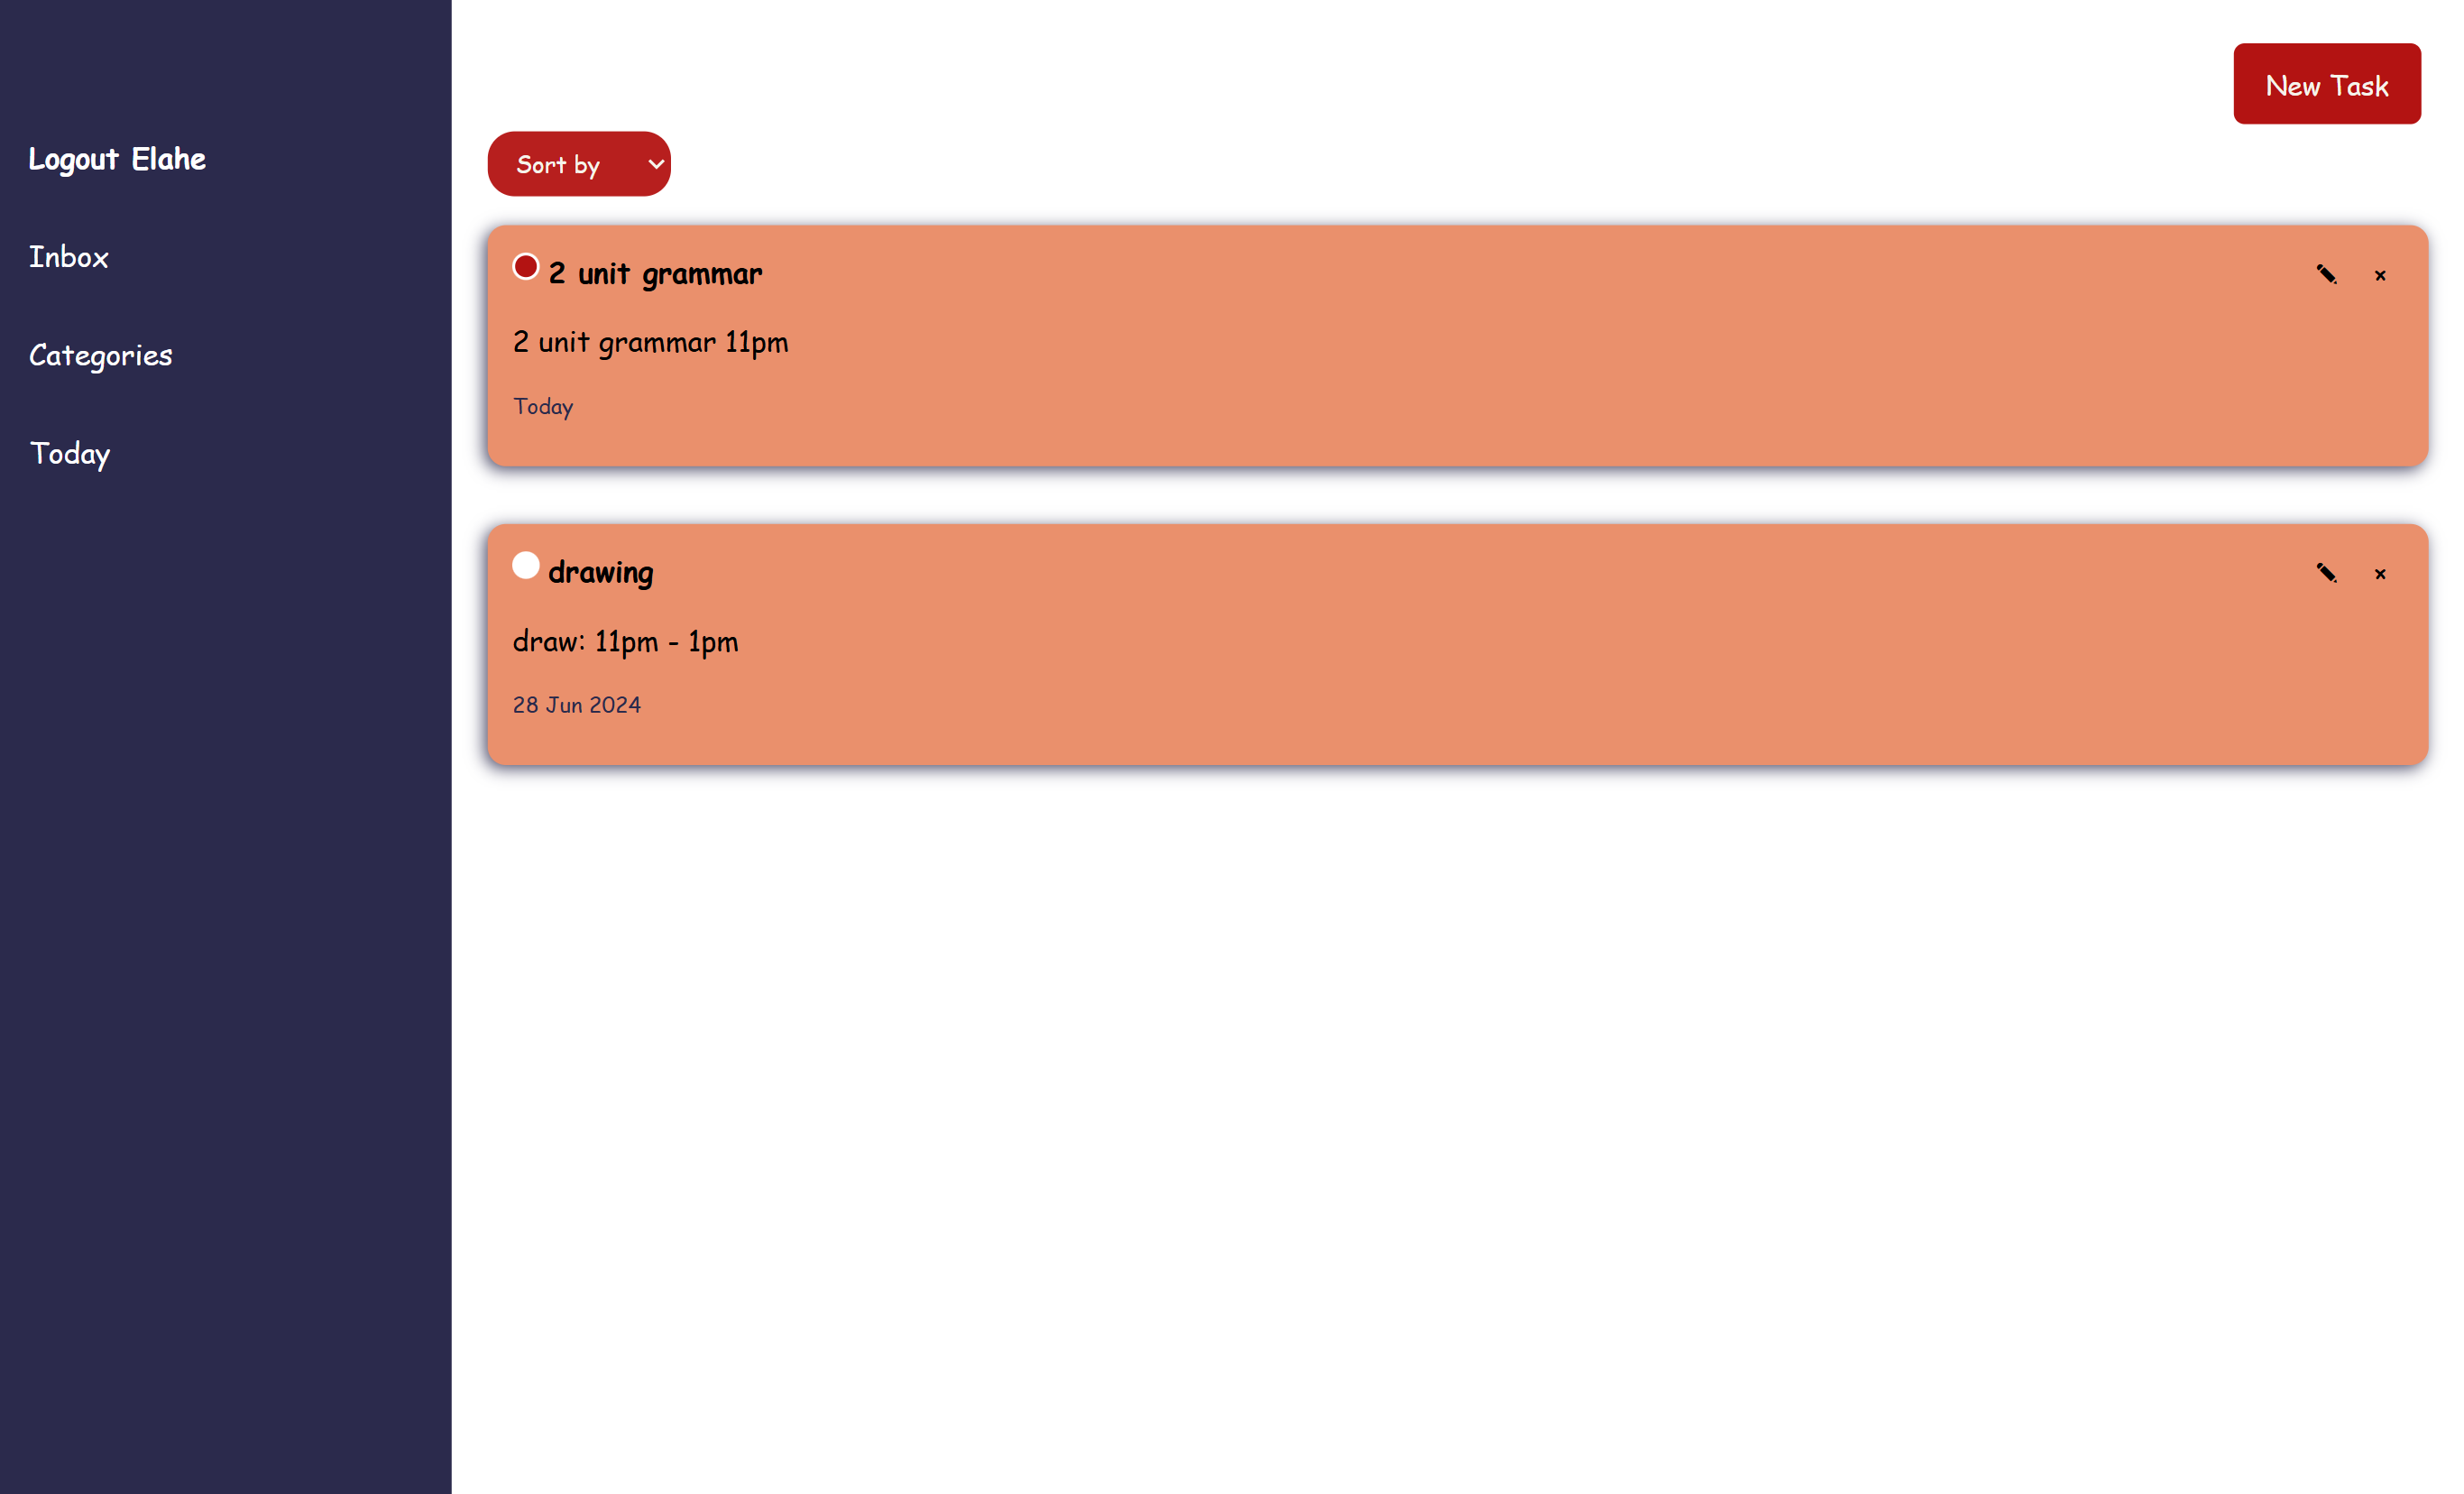 Logout Elahe
Inbox
Categories
Today
New Task
Sort by
2 unit grammar
2 unit grammar 11pm
Today
drawing
draw: 11pm - 1pm
28 Jun 2024